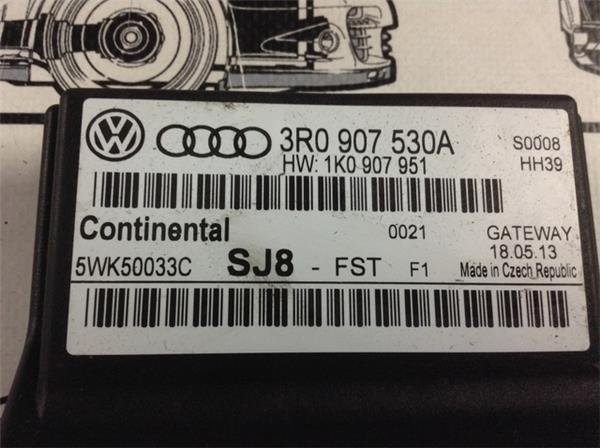 3R0 907 530A S0008
HW: 1K0 907 951 HH39
Continental 0021 GATEWAY
18.05.13
5WK50033C SJ8 - FST F1 Made in Czech Republic